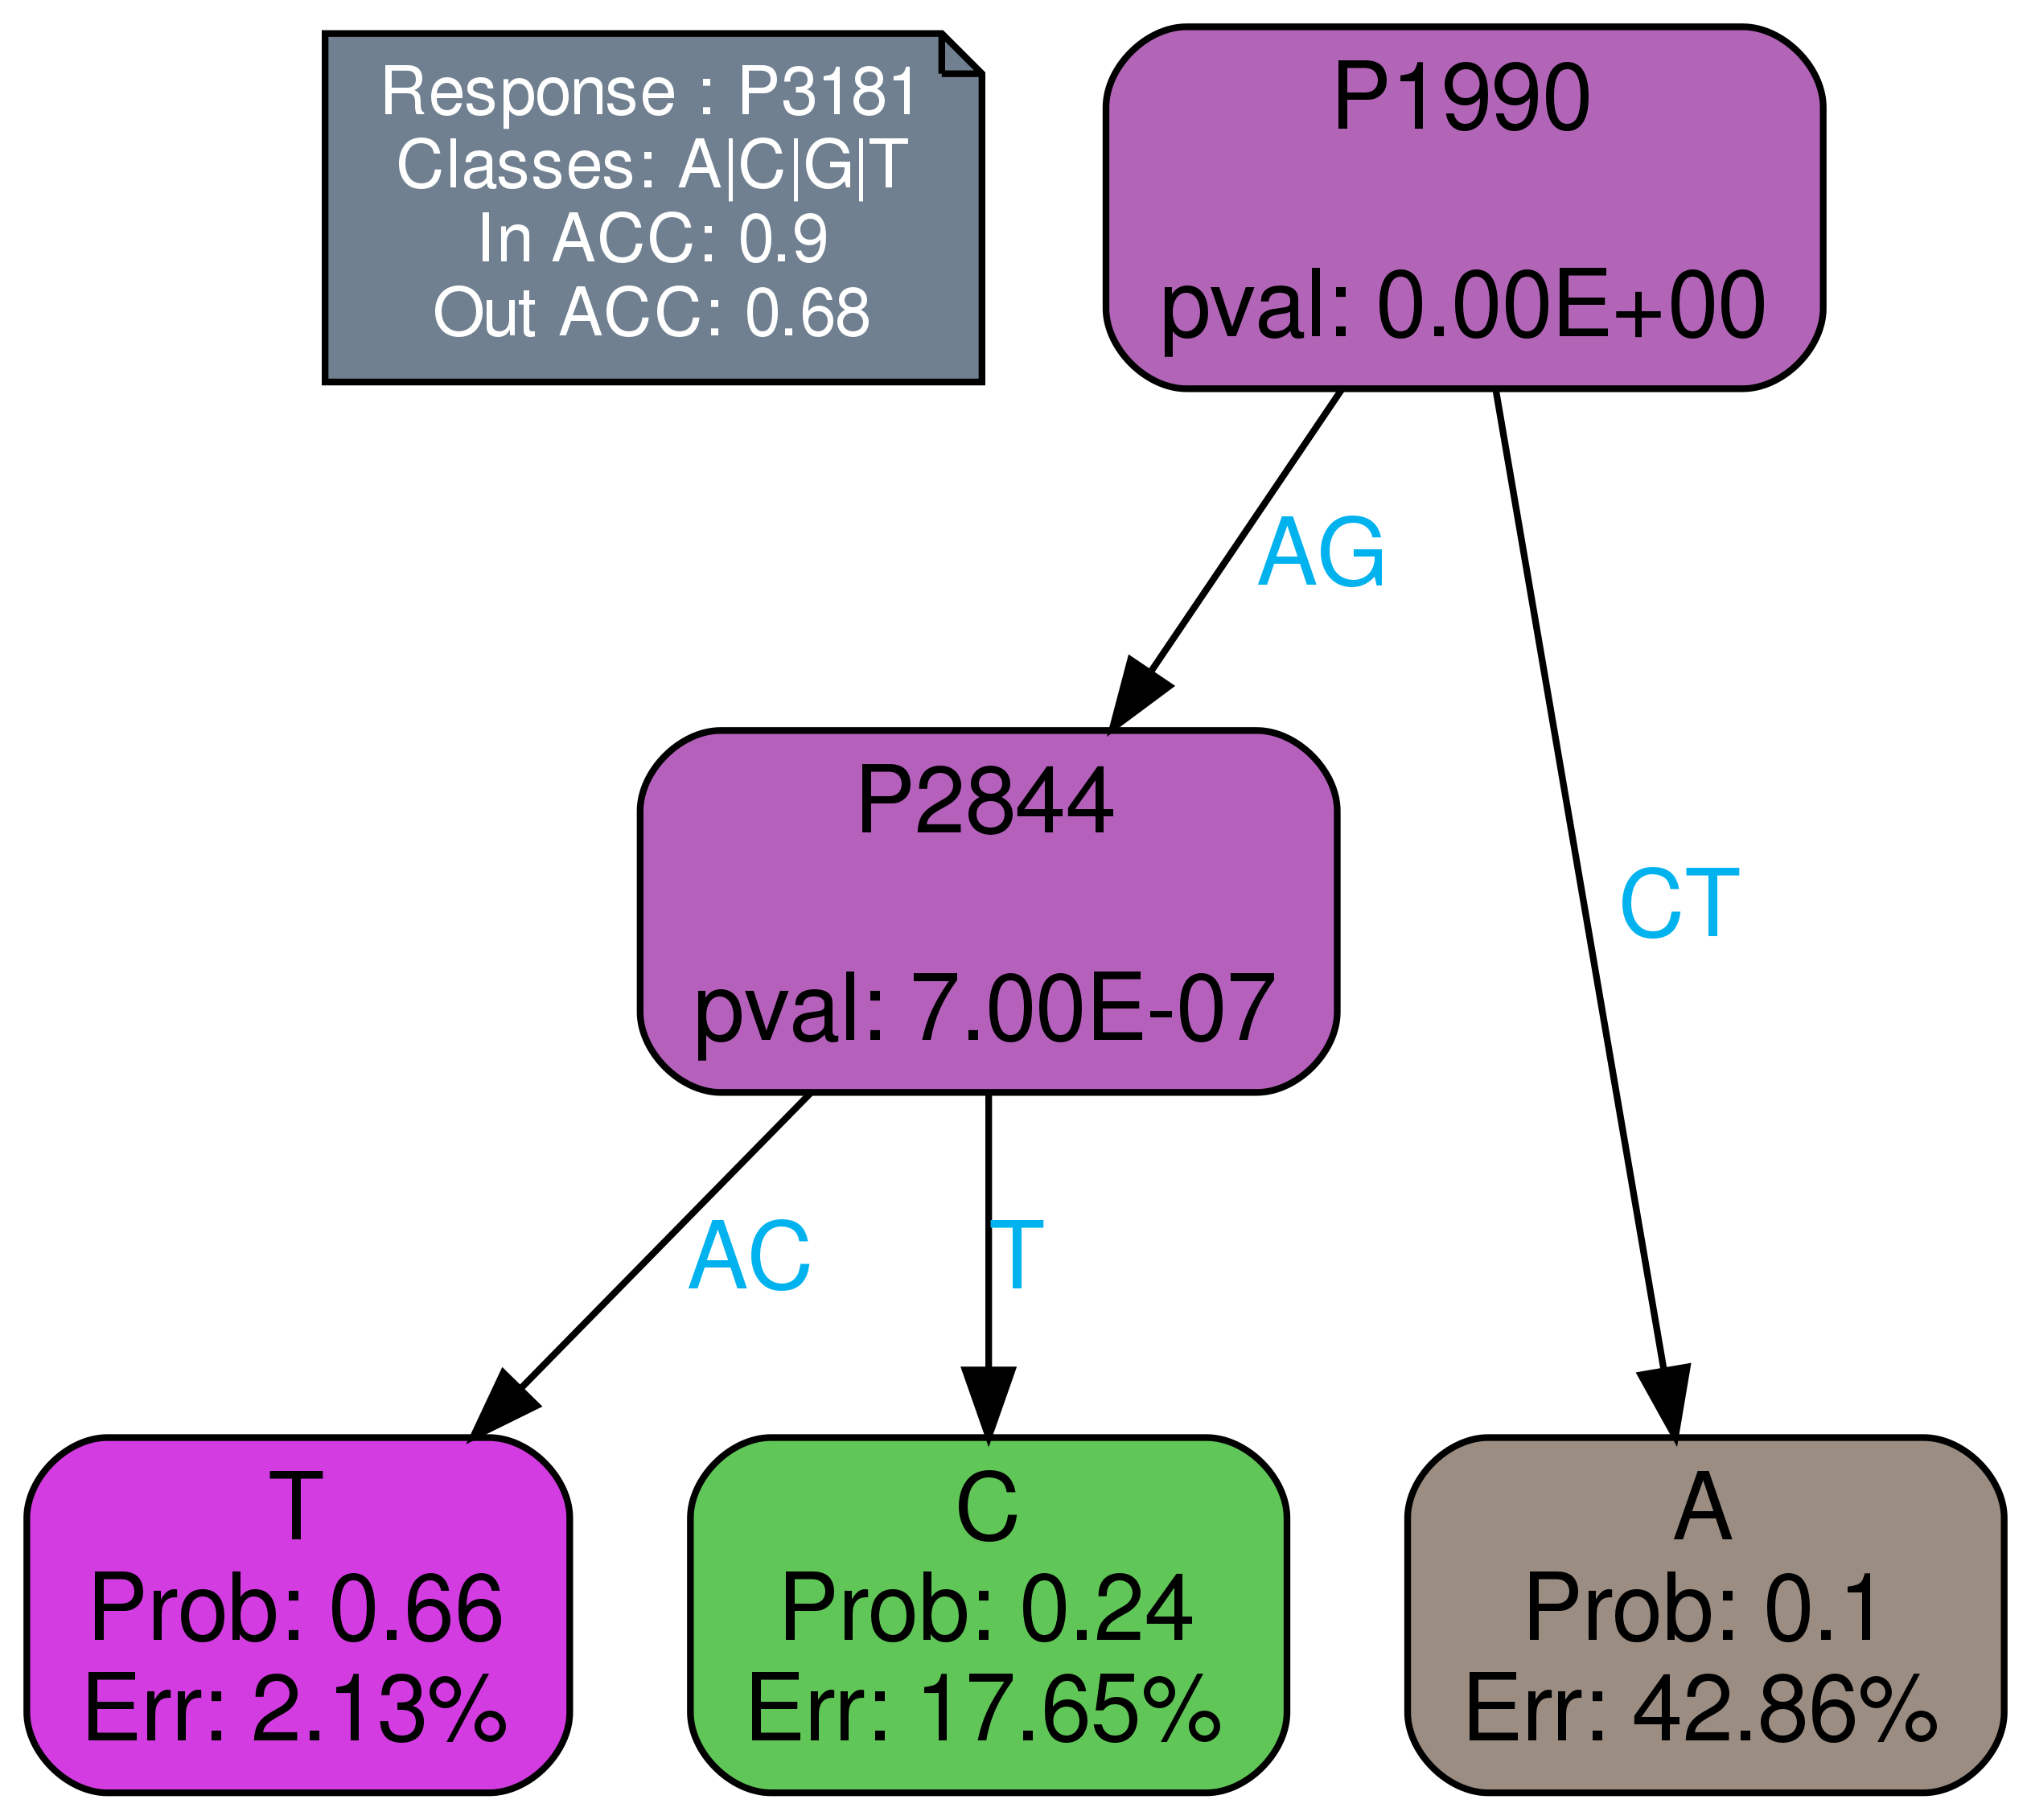 Response : P3181
Classes: A|C|G|T
In ACC: 0.9
Out ACC: 0.68
P1990
pval: 0.00E+00
AG
CT
P2844
pval: 7.00E-07
AC
T
T
Prob: 0.66
Err: 2.13%
C
Prob: 0.24
Err: 17.65%
A
Prob: 0.1
Err: 42.86%